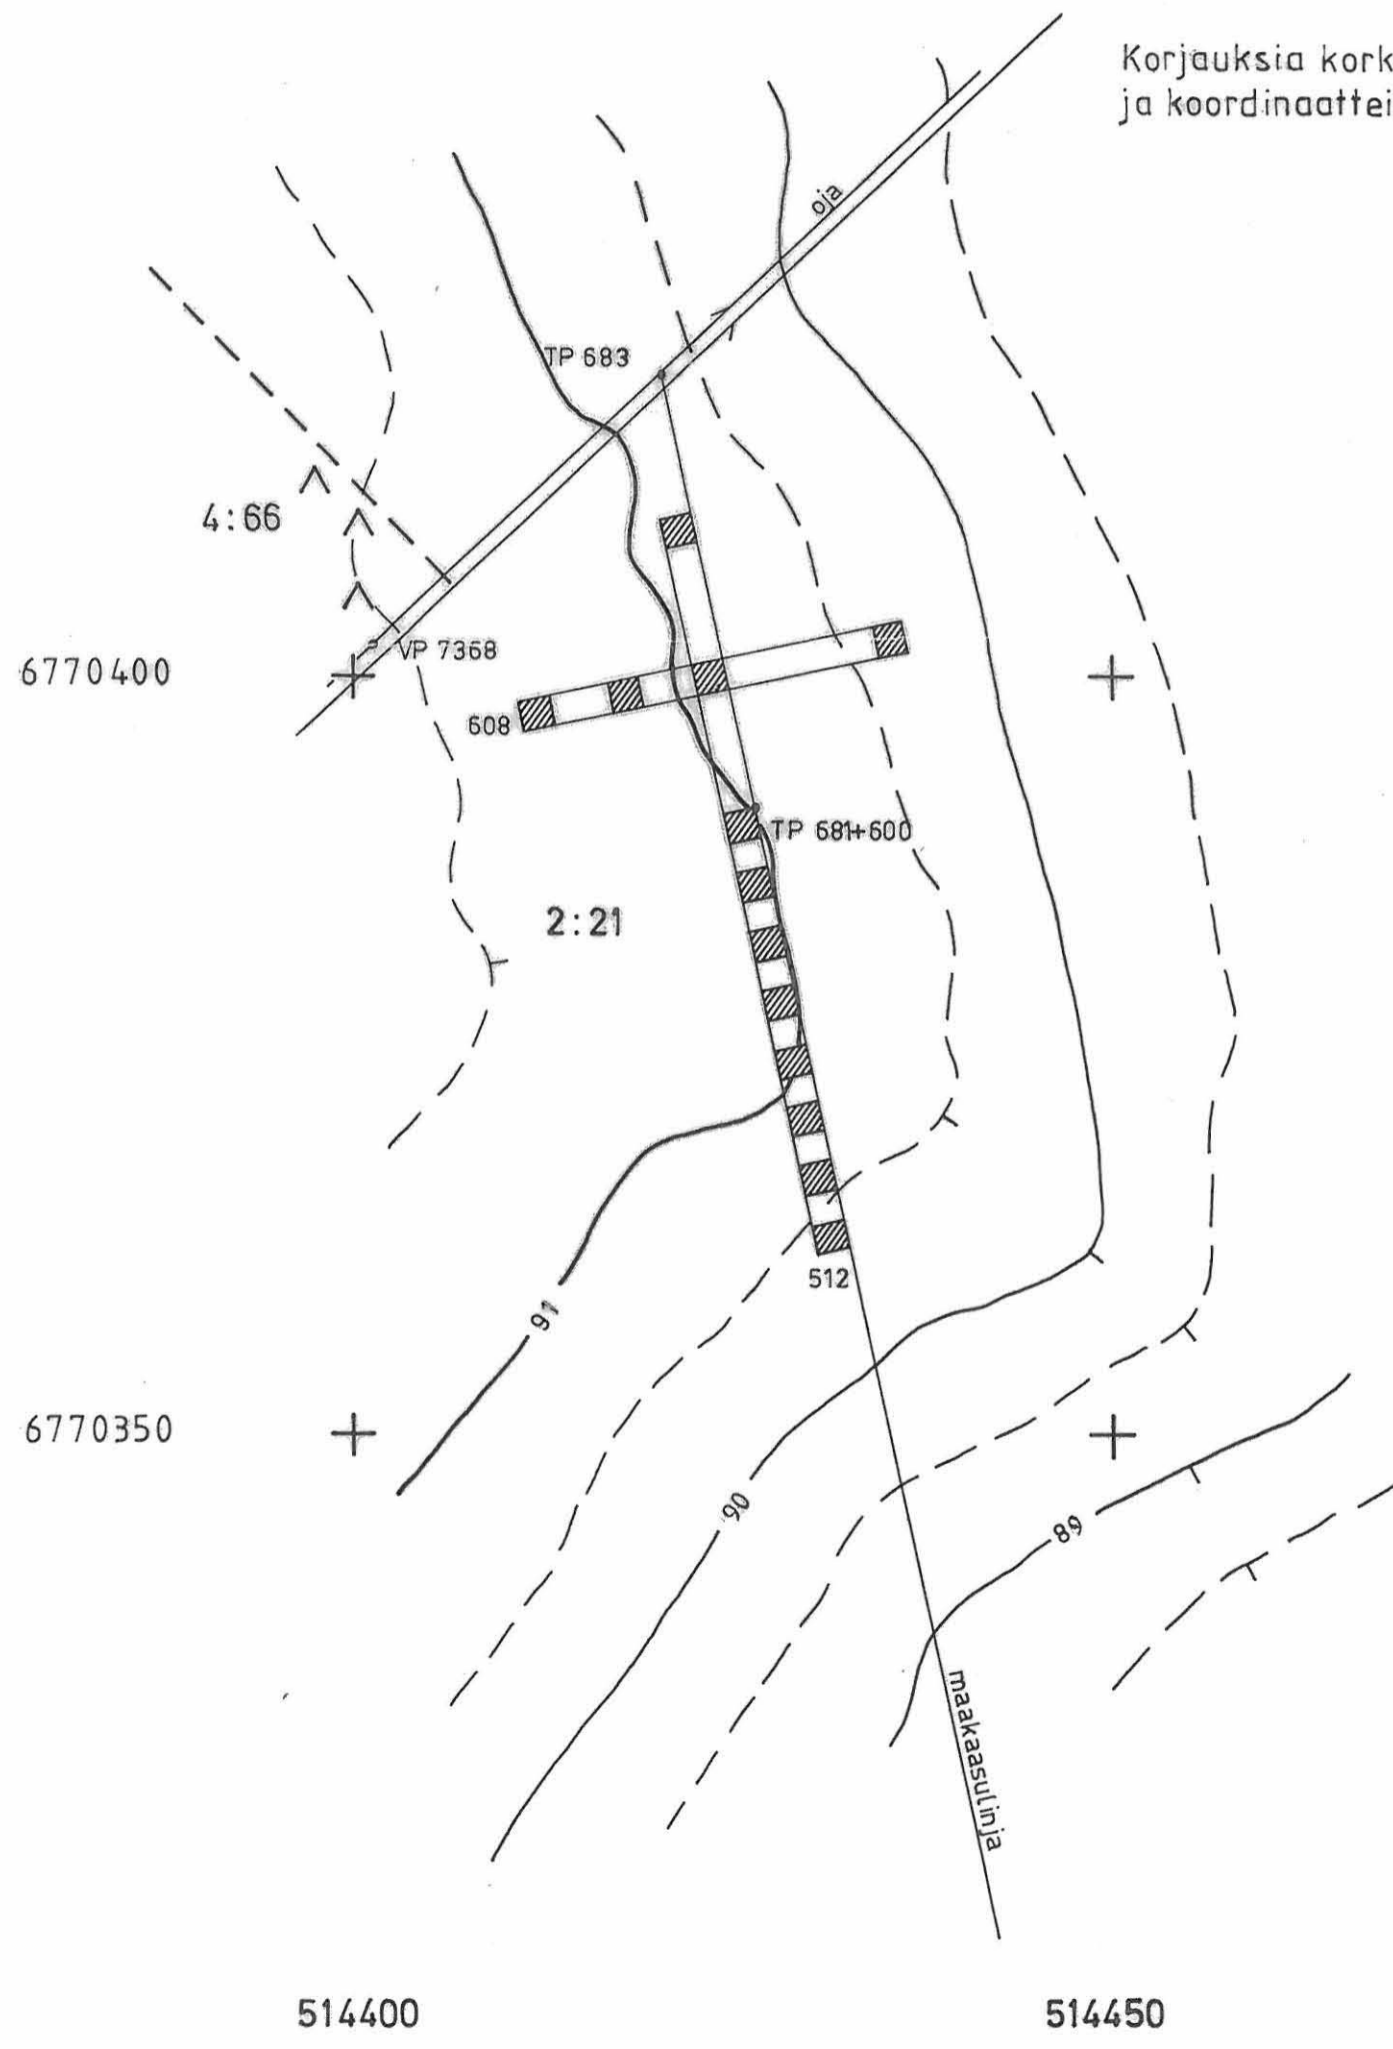 Korjauksia kork
ja koordinaattei
oja
TP 683
4:66
6770400
VP 7368
608
TP 681+600
2:21
512
91
6770350
90
89
maakaasulinja
514400
514450